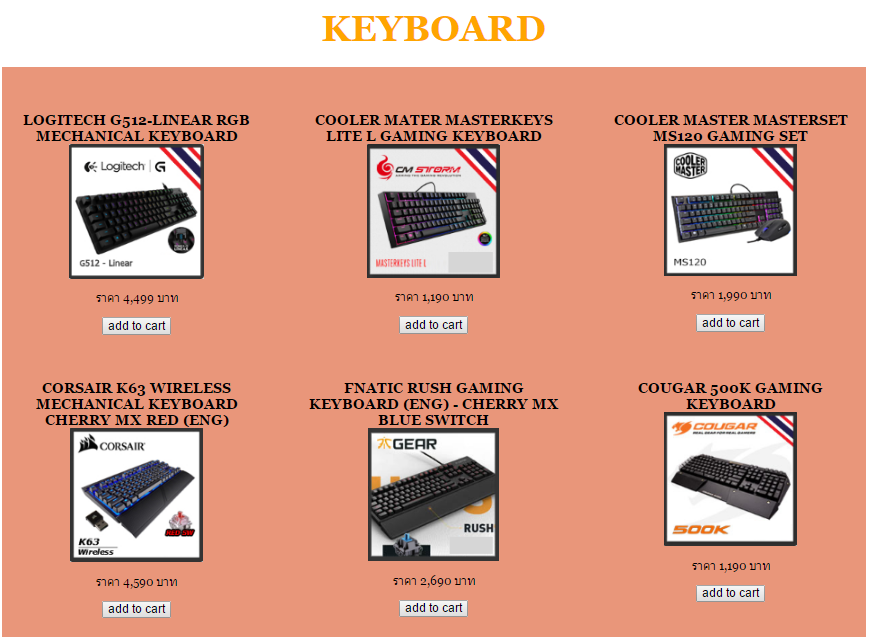 KEYBOARD
LOGITECH G512-LINEAR RGB
MECHANICAL KEYBOARD
Logitech G
G512 - Linear
ราคา 4,499 บาท
add to cart
COOLER MATER MASTERKEYS
LITE L GAMING KEYBOARD
CM STORM
MASTERKEYS LITE L
ราคา 1,190 บาท
add to cart
COOLER MASTER MASTERSET
MS120 GAMING SET
COOLER
MASTER
MS120
ราคา 1,990 บาท
add to cart
CORSAIR K63 WIRELESS
MECHANICAL KEYBOARD
CHERRY MX RED (ENG)
CORSAIR
K63
Wireless
ราคา 4,590 บาท
add to cart
FNATIC RUSH GAMING
KEYBOARD (ENG) - CHERRY MX
BLUE SWITCH
GEAR
RUSH
ราคา 2,690 บาท
add to cart
COUGAR 500K GAMING
KEYBOARD
COUGAR
REAL GEAR FOR REAL GAMERS
500K
ราคา 1,190 บาท
add to cart